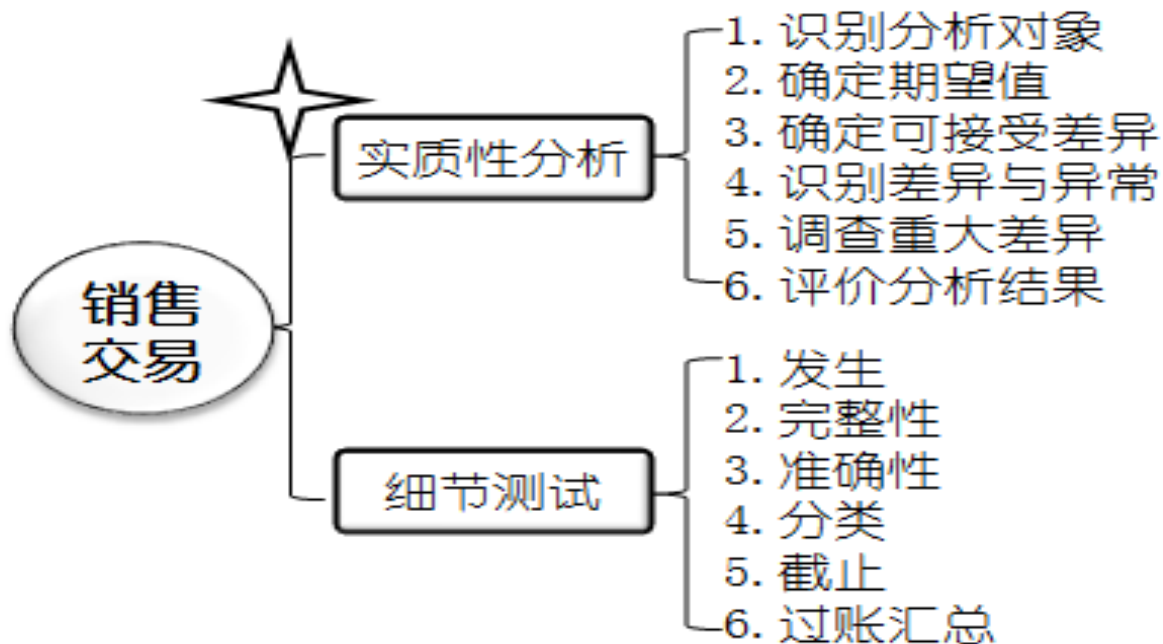 销售
交易
实质性分析
1. 识别分析对象
2. 确定期望值
3. 确定可接受差异
4. 识别差异与异常
5. 调查重大差异
6. 评价分析结果
细节测试
1. 发生
2. 完整性
3. 准确性
4. 分类
5. 截止
6. 过账汇总